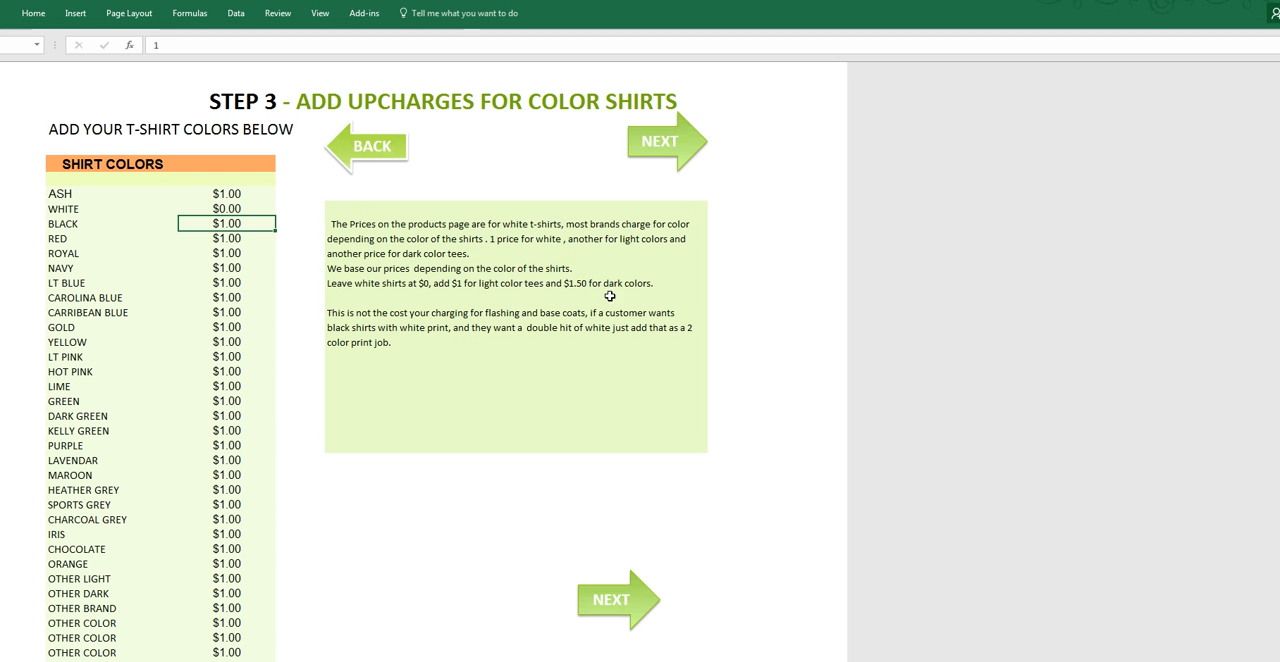 Home Insert Page Layout Formulas Data Review View Add-ins Tell me what you want to do
fx 1
STEP 3 - ADD UPCHARGES FOR COLOR SHIRTS
ADD YOUR T-SHIRT COLORS BELOW
BACK
NEXT
SHIRT COLORS
ASH $1.00
WHITE $0.00
BLACK $1.00
RED $1.00
ROYAL $1.00
NAVY $1.00
LT BLUE $1.00
CAROLINA BLUE $1.00
CARRIBEAN BLUE $1.00
GOLD $1.00
YELLOW $1.00
LT PINK $1.00
HOT PINK $1.00
LIME $1.00
GREEN $1.00
DARK GREEN $1.00
KELLY GREEN $1.00
PURPLE $1.00
LAVENDAR $1.00
MAROON $1.00
HEATHER GREY $1.00
SPORTS GREY $1.00
CHARCOAL GREY $1.00
IRIS $1.00
CHOCOLATE $1.00
ORANGE $1.00
OTHER LIGHT $1.00
OTHER DARK $1.00
OTHER BRAND $1.00
OTHER COLOR $1.00
OTHER COLOR $1.00
OTHER COLOR $1.00
The Prices on the products page are for white t-shirts, most brands charge for color
depending on the color of the shirts . 1 price for white , another for light colors and
another price for dark color tees.
We base our prices depending on the color of the shirts.
Leave white shirts at $0, add $1 for light color tees and $1.50 for dark colors.
This is not the cost your charging for flashing and base coats, if a customer wants
black shirts with white print, and they want a double hit of white just add that as a 2
color print job.
NEXT